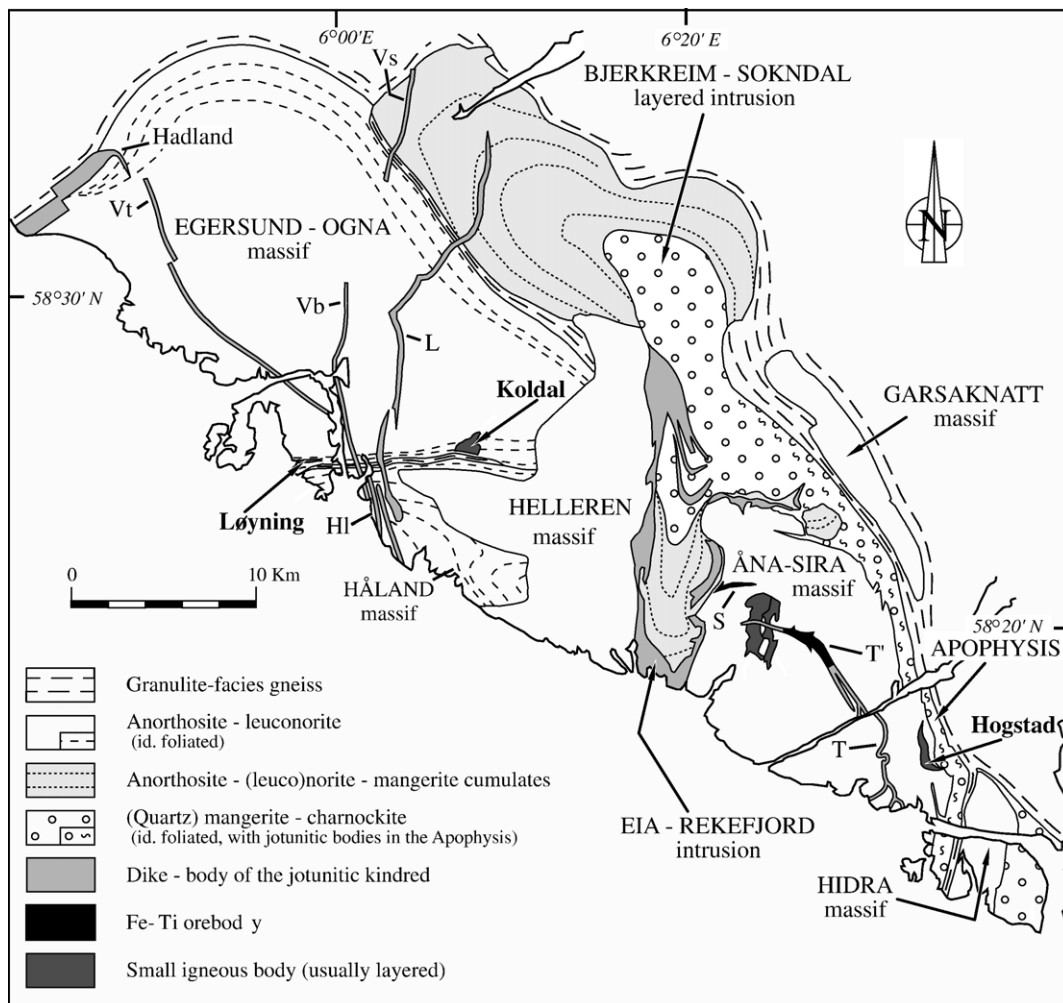 6°00' E
6°20' E
Vs
BJERKREIM - SOKNDAL
layered intrusion
Hadland
N
Vt
EGERSUND - OGNA
massif
58°30' N
Vb
L
Koldal
GARSAKNATT
massif
HELLEREN
massif
Løyning
Hl
0
10 Km
HÅLAND
massif
ÅNA-SIRA
massif
S
58°20' N
T'
APOPHYSIS
Hogstad
T
EIA - REKEFJORD
intrusion
HIDRA
massif
Granulite-facies gneiss
Anorthosite - leuconorite
(id. foliated)
Anorthosite - (leuco)norite - mangerite cumulates
(Quartz) mangerite - charnockite
(id. foliated, with jotunitic bodies in the Apophysis)
Dike - body of the jotunitic kindred
Fe- Ti orebod y
Small igneous body (usually layered)